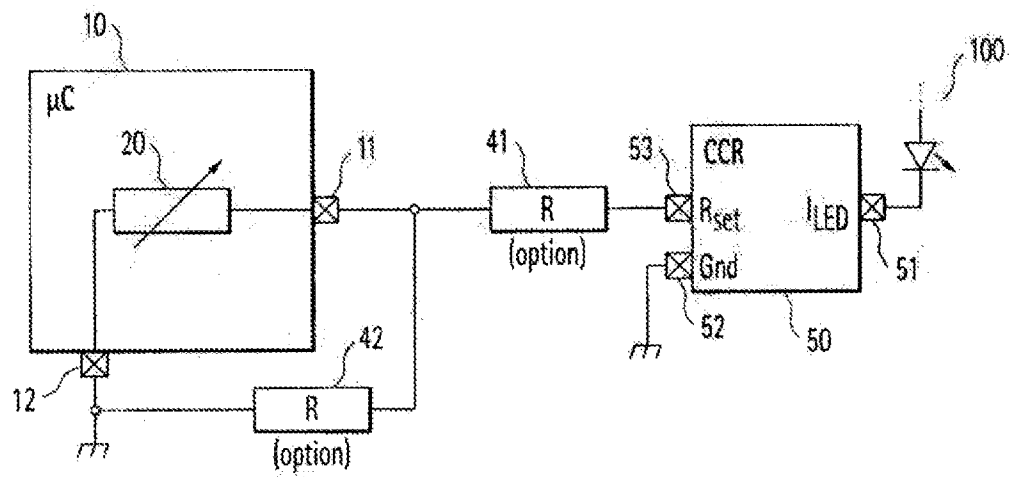 10
100
μC
20
11
41
53
CCR
R
Rset
ILED
(option)
Gnd
51
42
52
50
12
R
(option)